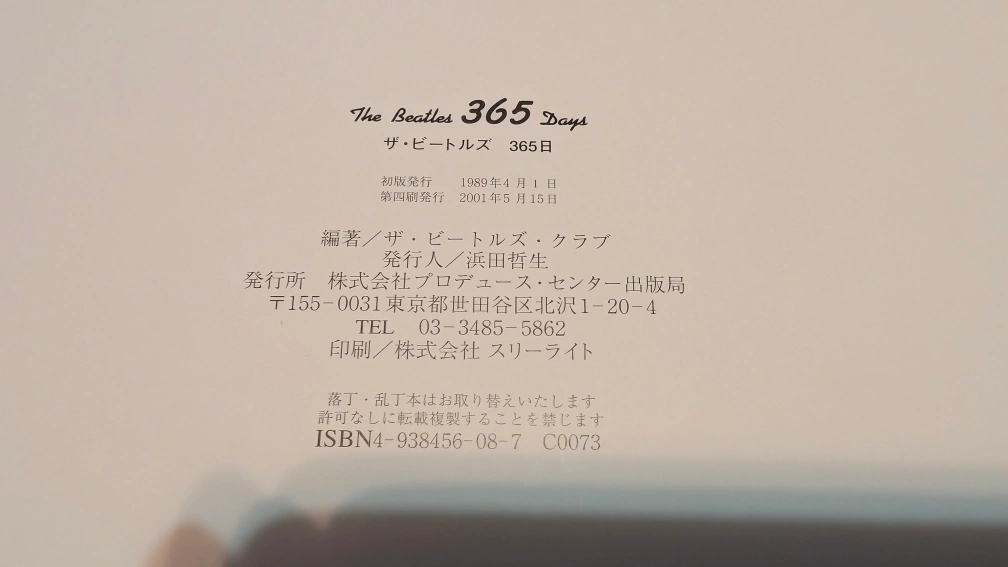 The Beatles 365 Days
ザ・ビートルズ 365日
初版発行 1989年4月1日
第四刷発行 2001年5月15日
編著／ザ・ビートルズ・クラブ
発行人／浜田哲生
発行所 株式会社プロデュース・センター出版局
〒155-0031東京都世田谷区北沢1-20-4
TEL 03-3485-5862
印刷／株式会社 スリーライト
落丁・乱丁本はお取り替えいたします
許可なしに転載複製することを禁じます
ISBN4-938456-08-7 C0073